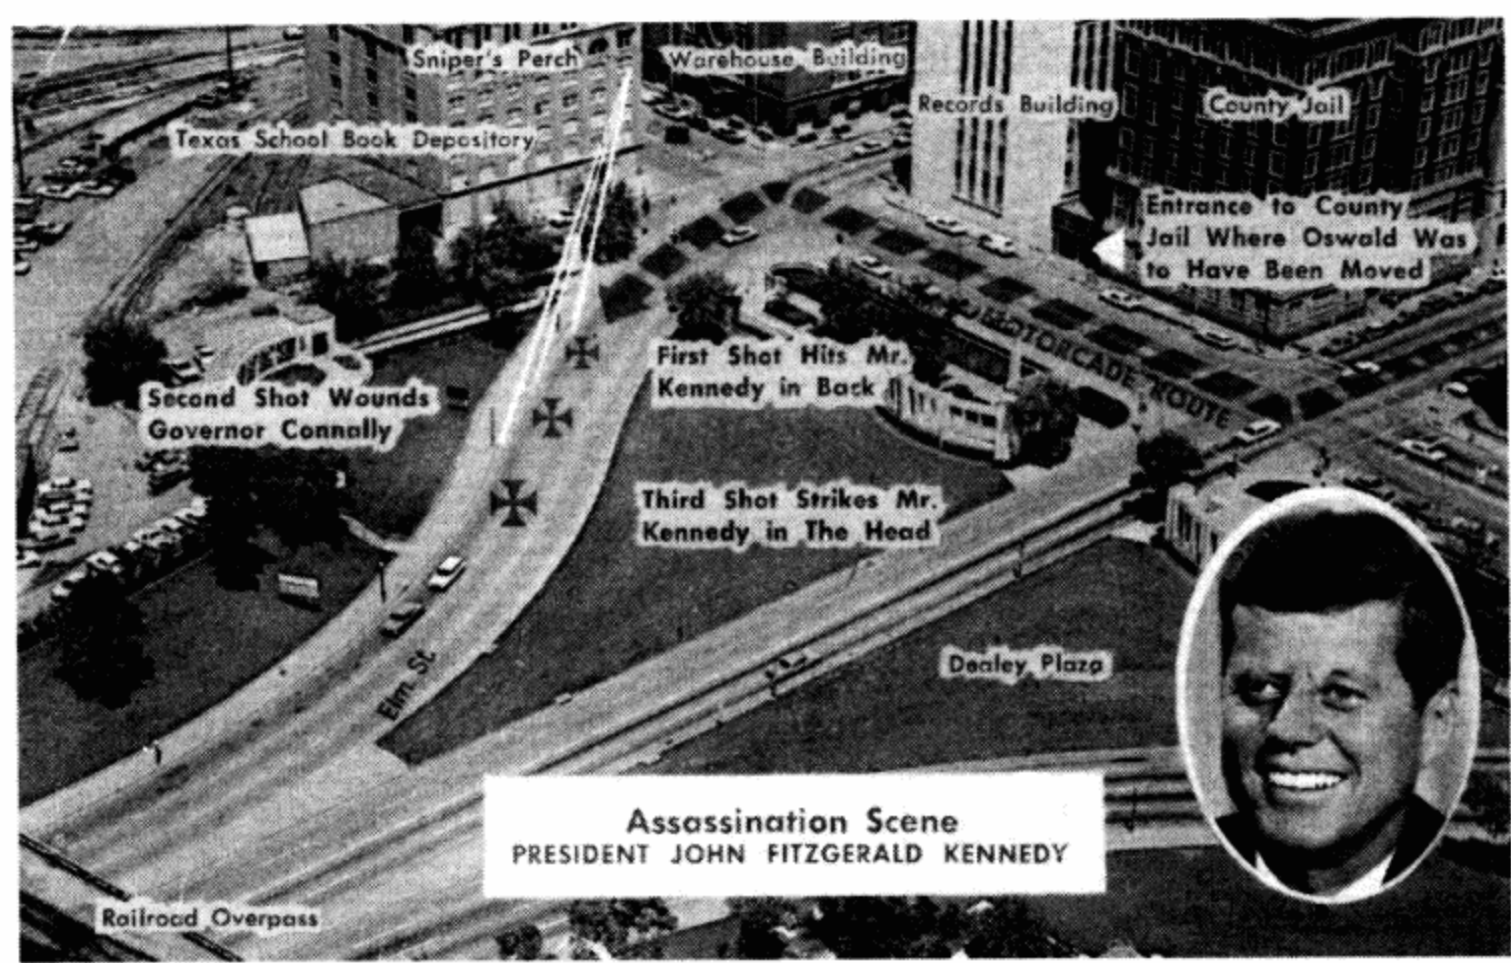 Sniper's Perch
Warehouse Building
Records Building
County Jail
Texas School Book Depository
Entrance to County
Jail Where Oswald Was
to Have Been Moved
MOTORCADE ROUTE
First Shot Hits Mr.
Kennedy in Back
Second Shot Wounds
Governor Connally
Third Shot Strikes Mr.
Kennedy in The Head
Elm St.
Dealey Plaza
Assassination Scene
PRESIDENT JOHN FITZGERALD KENNEDY
Railroad Overpass